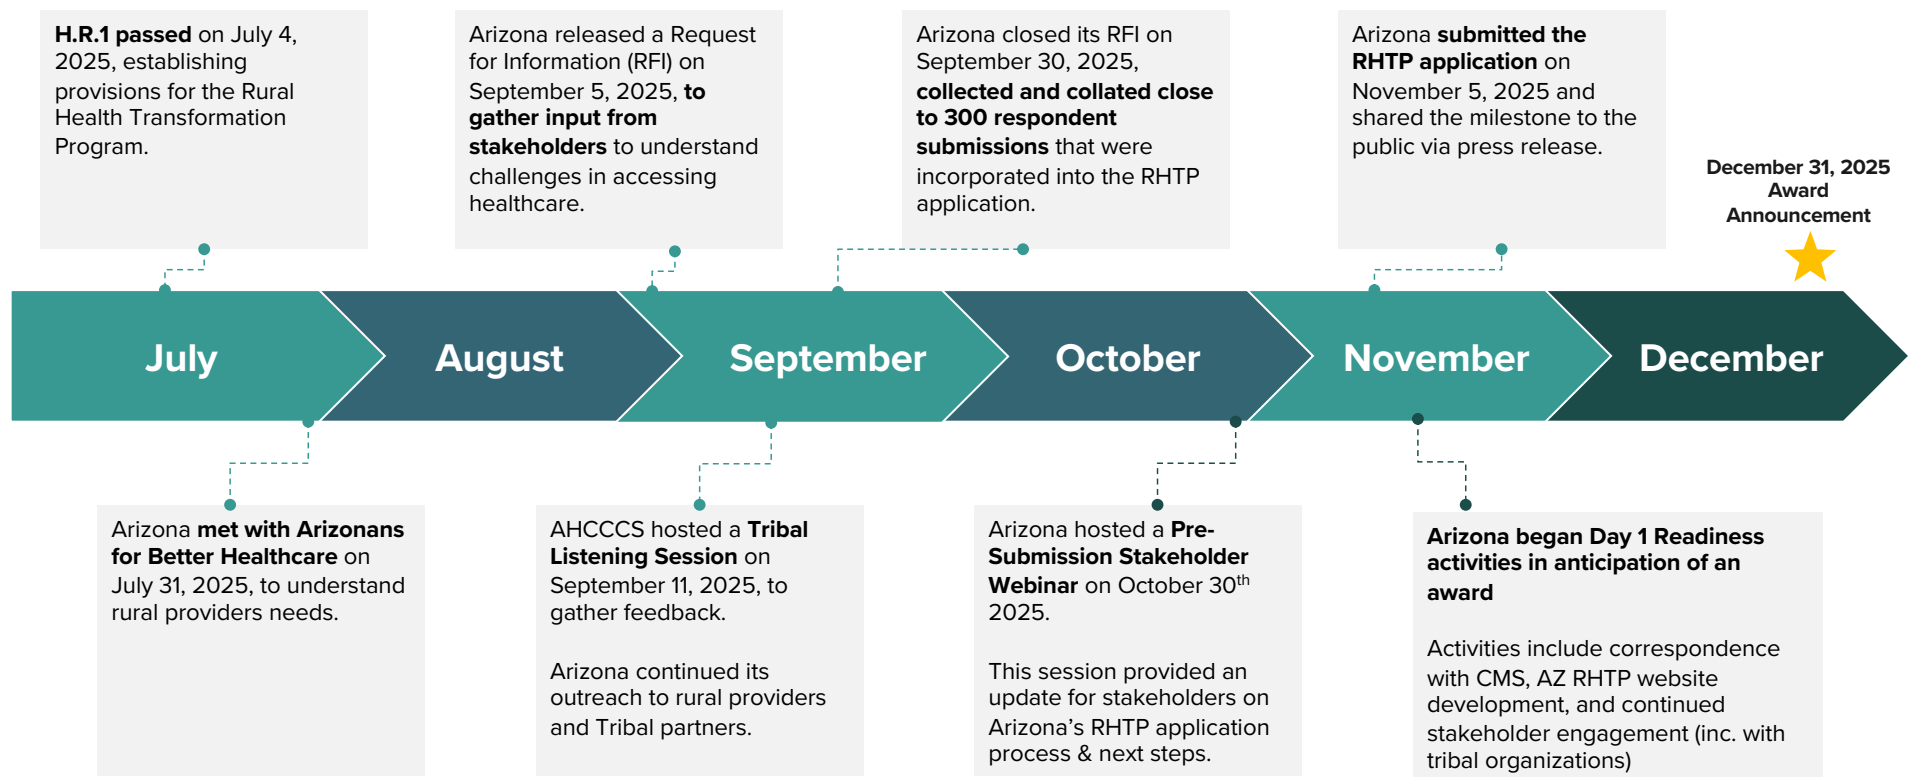 H.R.1 passed on July 4,
2025, establishing
provisions for the Rural
Health Transformation
Program.
Arizona released a Request
for Information (RFI) on
September 5, 2025, to
gather input from
stakeholders to understand
challenges in accessing
healthcare.
Arizona closed its RFI on
September 30, 2025,
collected and collated close
to 300 respondent
submissions that were
incorporated into the RHTP
application.
Arizona submitted the
RHTP application on
November 5, 2025 and
shared the milestone to the
public via press release.
December 31, 2025
Award
Announcement
July
August
September
October
November
December
Arizona met with Arizonans
for Better Healthcare on
July 31, 2025, to understand
rural providers needs.
AHCCCS hosted a Tribal
Listening Session on
September 11, 2025, to
gather feedback.
Arizona continued its
outreach to rural providers
and Tribal partners.
Arizona hosted a Pre-
Submission Stakeholder
Webinar on October 30th
2025.
This session provided an
update for stakeholders on
Arizona’s RHTP application
process & next steps.
Arizona began Day 1 Readiness
activities in anticipation of an
award
Activities include correspondence
with CMS, AZ RHTP website
development, and continued
stakeholder engagement (inc. with
tribal organizations)